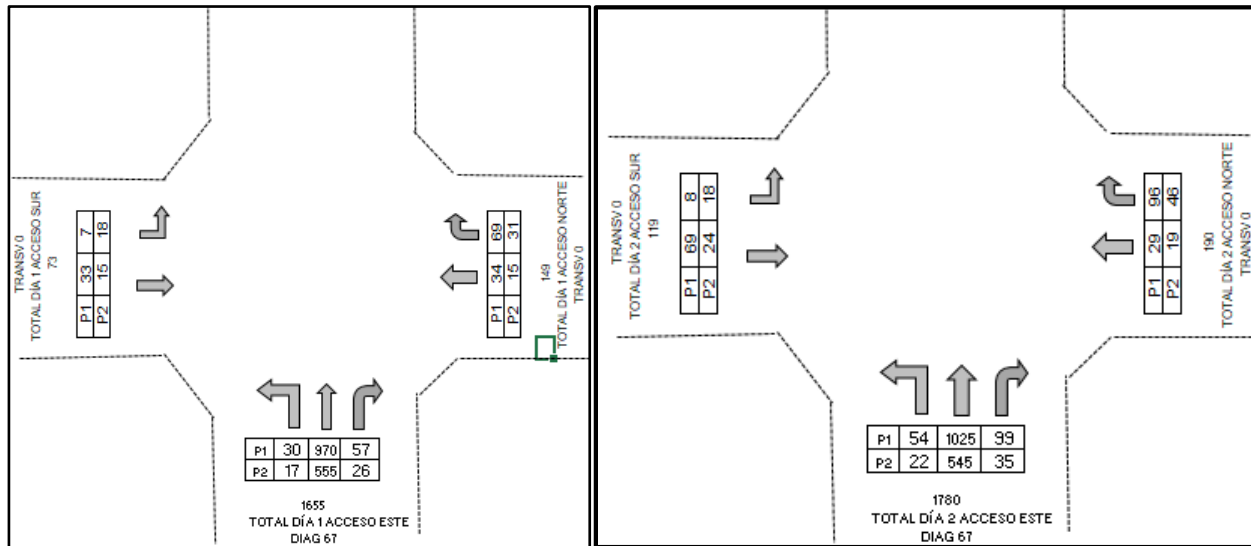 TRANSV 0
TOTAL DÍA 1 ACCESO SUR
73
P1 33 7
P2 15 18
P1 34 69
P2 15 31
149
TOTAL DÍA 1 ACCESO NORTE
TRANSV 0
P1 30 970 57
P2 17 555 26
1655
TOTAL DÍA 1 ACCESO ESTE
DIAG 67
TRANSV 0
TOTAL DÍA 2 ACCESO SUR
119
P1 69 8
P2 24 18
P1 29 96
P2 19 46
190
TOTAL DÍA 2 ACCESO NORTE
TRANSV 0
P1 54 1025 99
P2 22 545 35
1780
TOTAL DÍA 2 ACCESO ESTE
DIAG 67